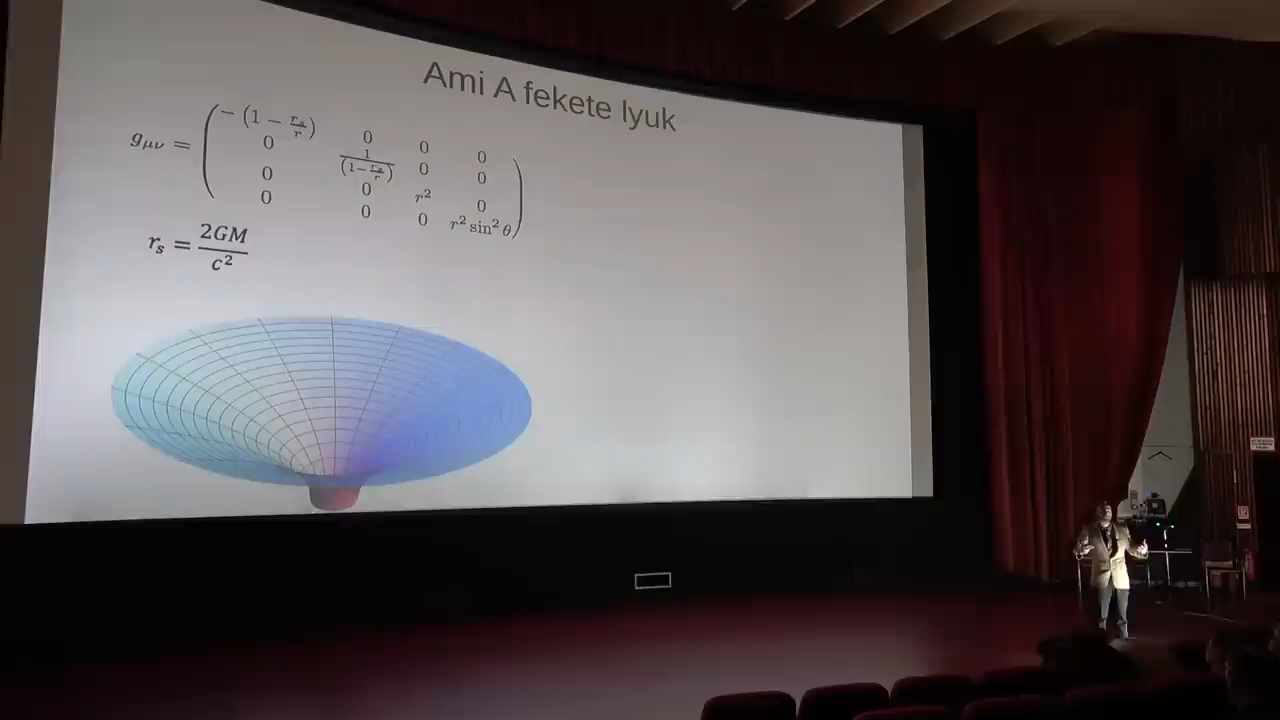 Ami A fekete lyuk
g_{μν} = ( −(1 − r_s/r) 0 0 0
0 1/(1 − r_s/r) 0 0
0 0 r² 0
0 0 0 r² sin² θ )
r_s = 2GM/c²